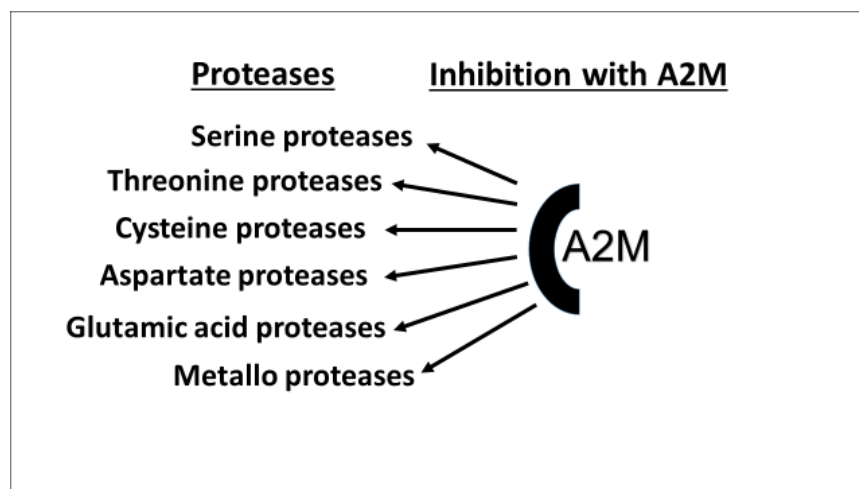 Proteases
Inhibition with A2M
Serine proteases
Threonine proteases
Cysteine proteases
Aspartate proteases
Glutamic acid proteases
Metallo proteases
A2M